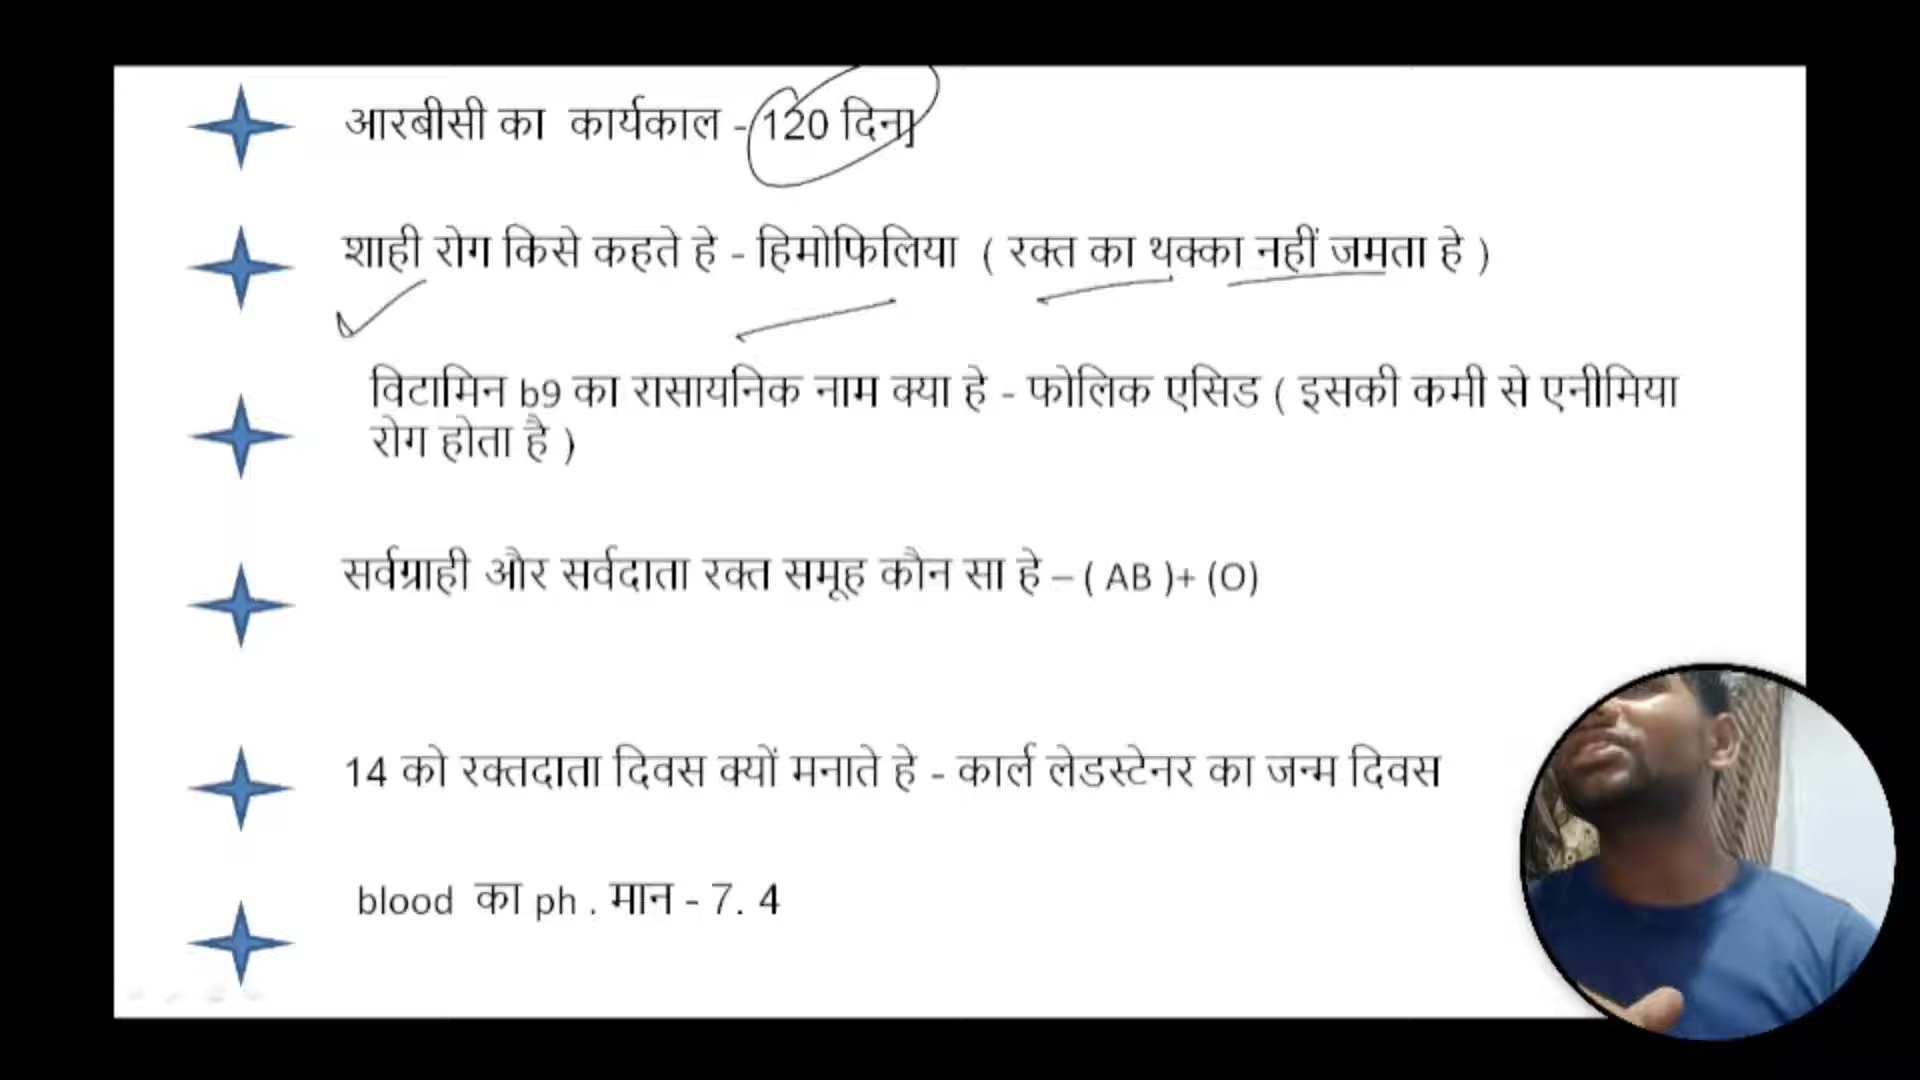 आरबीसी का कार्यकाल - 120 दिन]
शाही रोग किसे कहते हे - हिमोफिलिया ( रक्त का थक्का नहीं जमता हे )
विटामिन b9 का रासायनिक नाम क्या हे - फोलिक एसिड ( इसकी कमी से एनीमिया
रोग होता है )
सर्वग्राही और सर्वदाता रक्त समूह कौन सा हे – ( AB )+ (O)
14 को रक्तदाता दिवस क्यों मनाते हे - कार्ल लेडस्टेनर का जन्म दिवस
blood का ph . मान - 7. 4